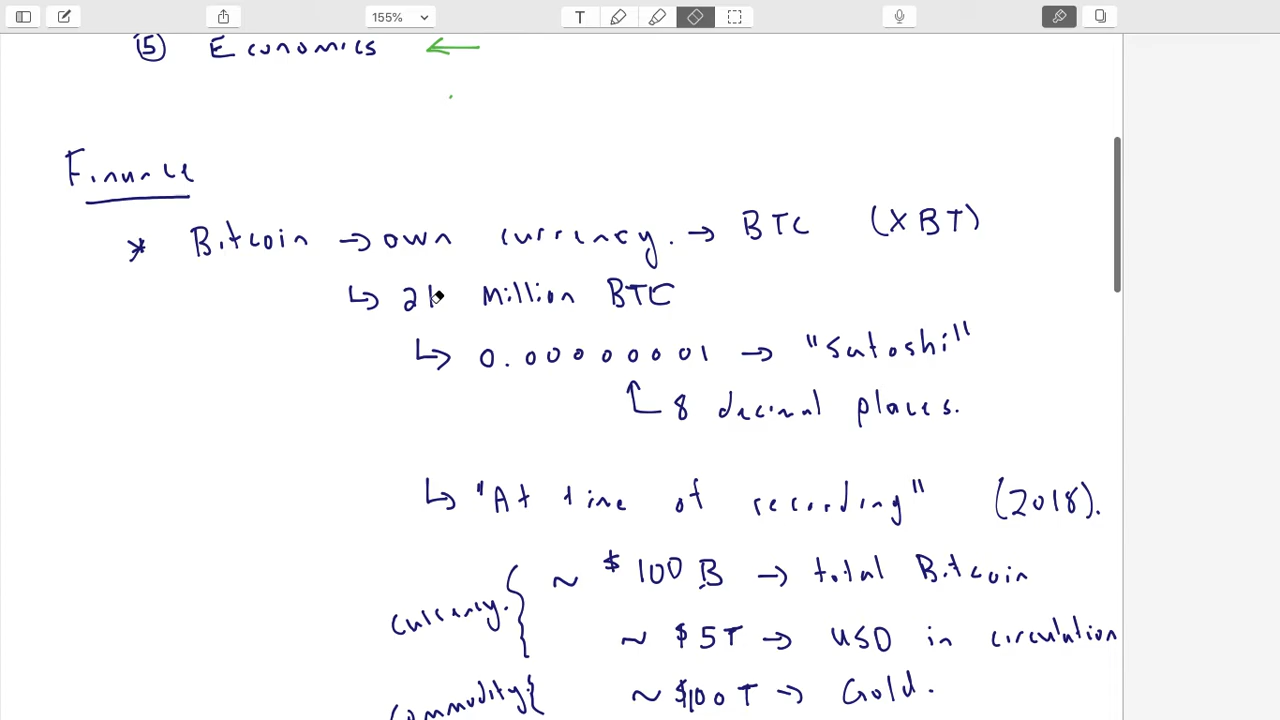 155%
T
(5) Economics ←
Finance
* Bitcoin → own currency. → BTC (XBT)
↳ 21 Million BTC
↳ 0.00000001 → "Satoshi"
8 decimal places.
↳ "At time of recording" (2018).
~ $100B → total Bitcoin
currency.
~ $5T → USD in circulation
~ $100T → Gold.
commodity.